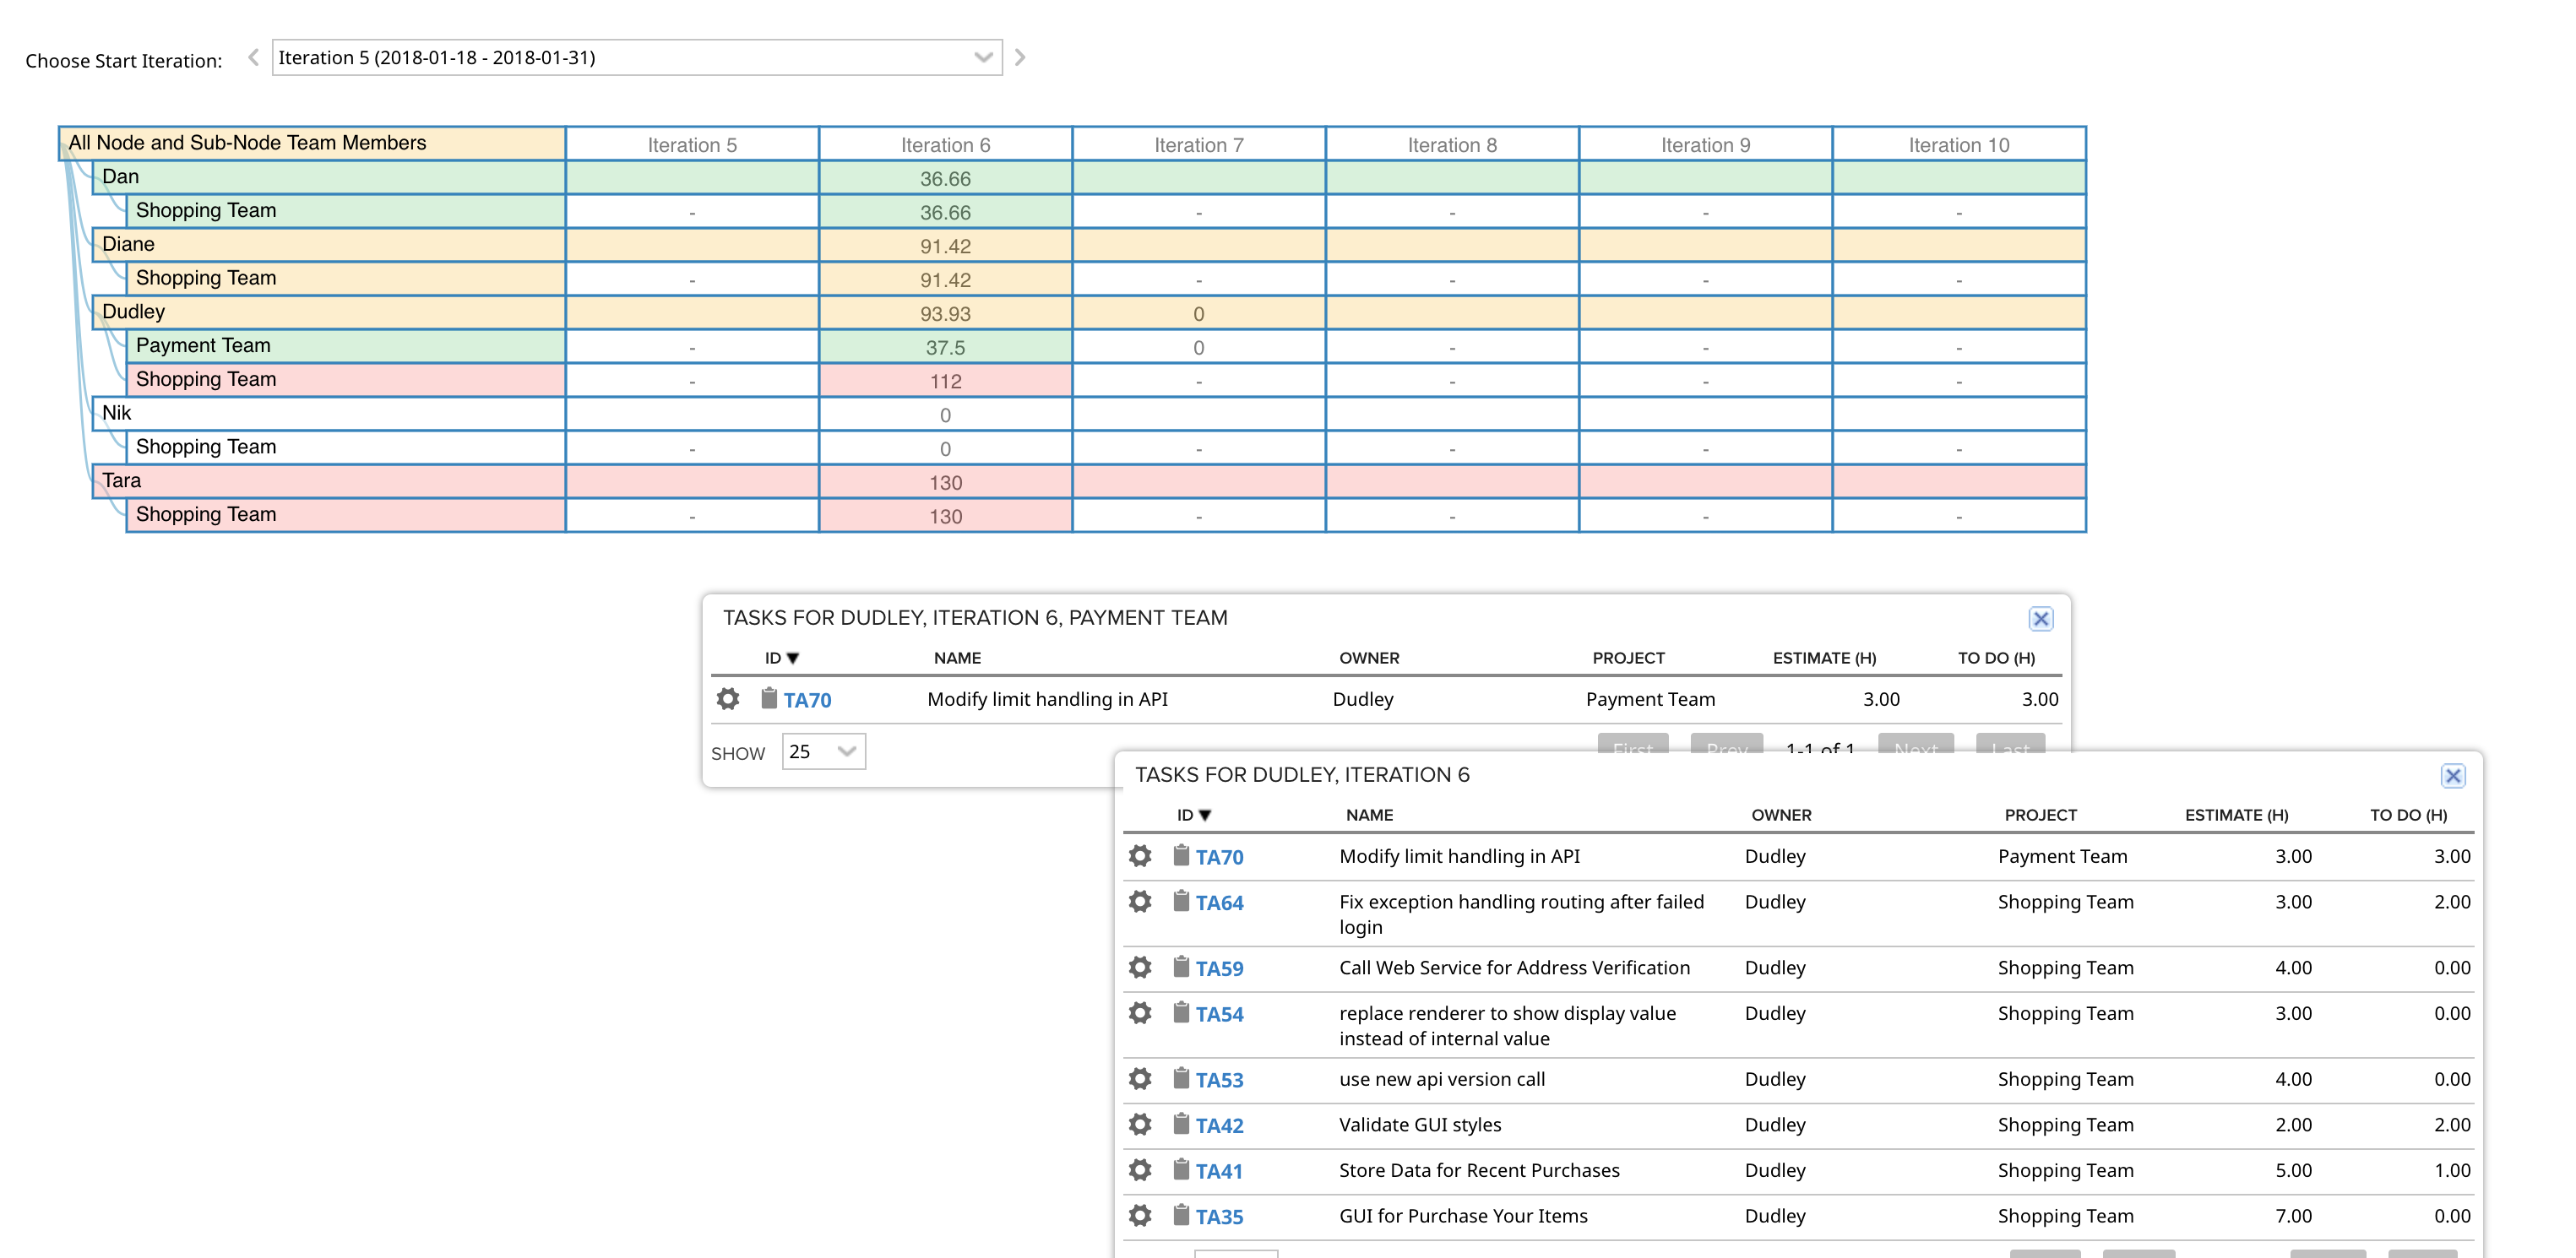 Choose Start Iteration: Iteration 5 (2018-01-18 - 2018-01-31)
All Node and Sub-Node Team Members Iteration 5 Iteration 6 Iteration 7 Iteration 8 Iteration 9 Iteration 10
Dan 36.66
Shopping Team - 36.66 - - - -
Diane 91.42
Shopping Team - 91.42 - - - -
Dudley 93.93 0
Payment Team - 37.5 0 - - -
Shopping Team - 112 - - - -
Nik 0
Shopping Team - 0 - - - -
Tara 130
Shopping Team - 130 - - - -
TASKS FOR DUDLEY, ITERATION 6, PAYMENT TEAM
ID ▼ NAME OWNER PROJECT ESTIMATE (H) TO DO (H)
TA70 Modify limit handling in API Dudley Payment Team 3.00 3.00
SHOW 25 First Prev 1-1 of 1 Next Last
TASKS FOR DUDLEY, ITERATION 6
ID ▼ NAME OWNER PROJECT ESTIMATE (H) TO DO (H)
TA70 Modify limit handling in API Dudley Payment Team 3.00 3.00
TA64 Fix exception handling routing after failed Dudley Shopping Team 3.00 2.00
login
TA59 Call Web Service for Address Verification Dudley Shopping Team 4.00 0.00
TA54 replace renderer to show display value Dudley Shopping Team 3.00 0.00
instead of internal value
TA53 use new api version call Dudley Shopping Team 4.00 0.00
TA42 Validate GUI styles Dudley Shopping Team 2.00 2.00
TA41 Store Data for Recent Purchases Dudley Shopping Team 5.00 1.00
TA35 GUI for Purchase Your Items Dudley Shopping Team 7.00 0.00